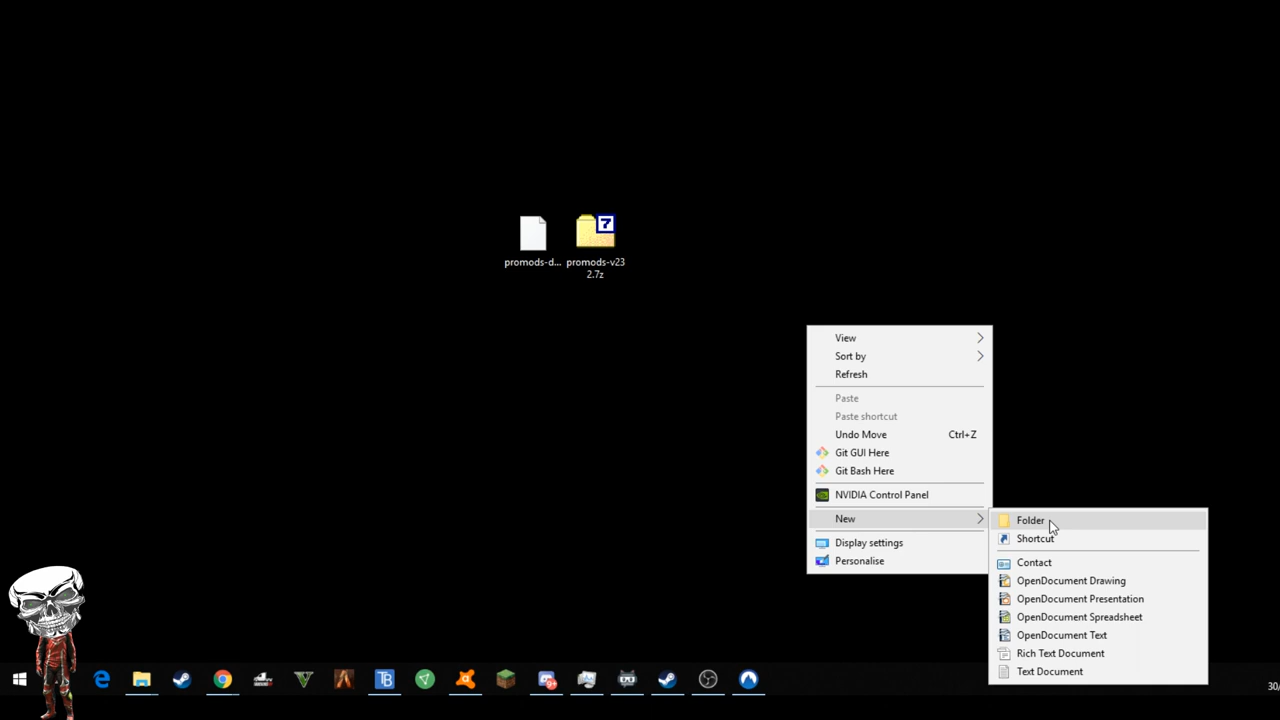 promods-d...
promods-v23
2.7z
7
View
Sort by
Refresh
Paste
Paste shortcut
Undo Move Ctrl+Z
Git GUI Here
Git Bash Here
NVIDIA Control Panel
New
Display settings
Personalise
Folder
Shortcut
Contact
OpenDocument Drawing
OpenDocument Presentation
OpenDocument Spreadsheet
OpenDocument Text
Rich Text Document
Text Document
TB
30/